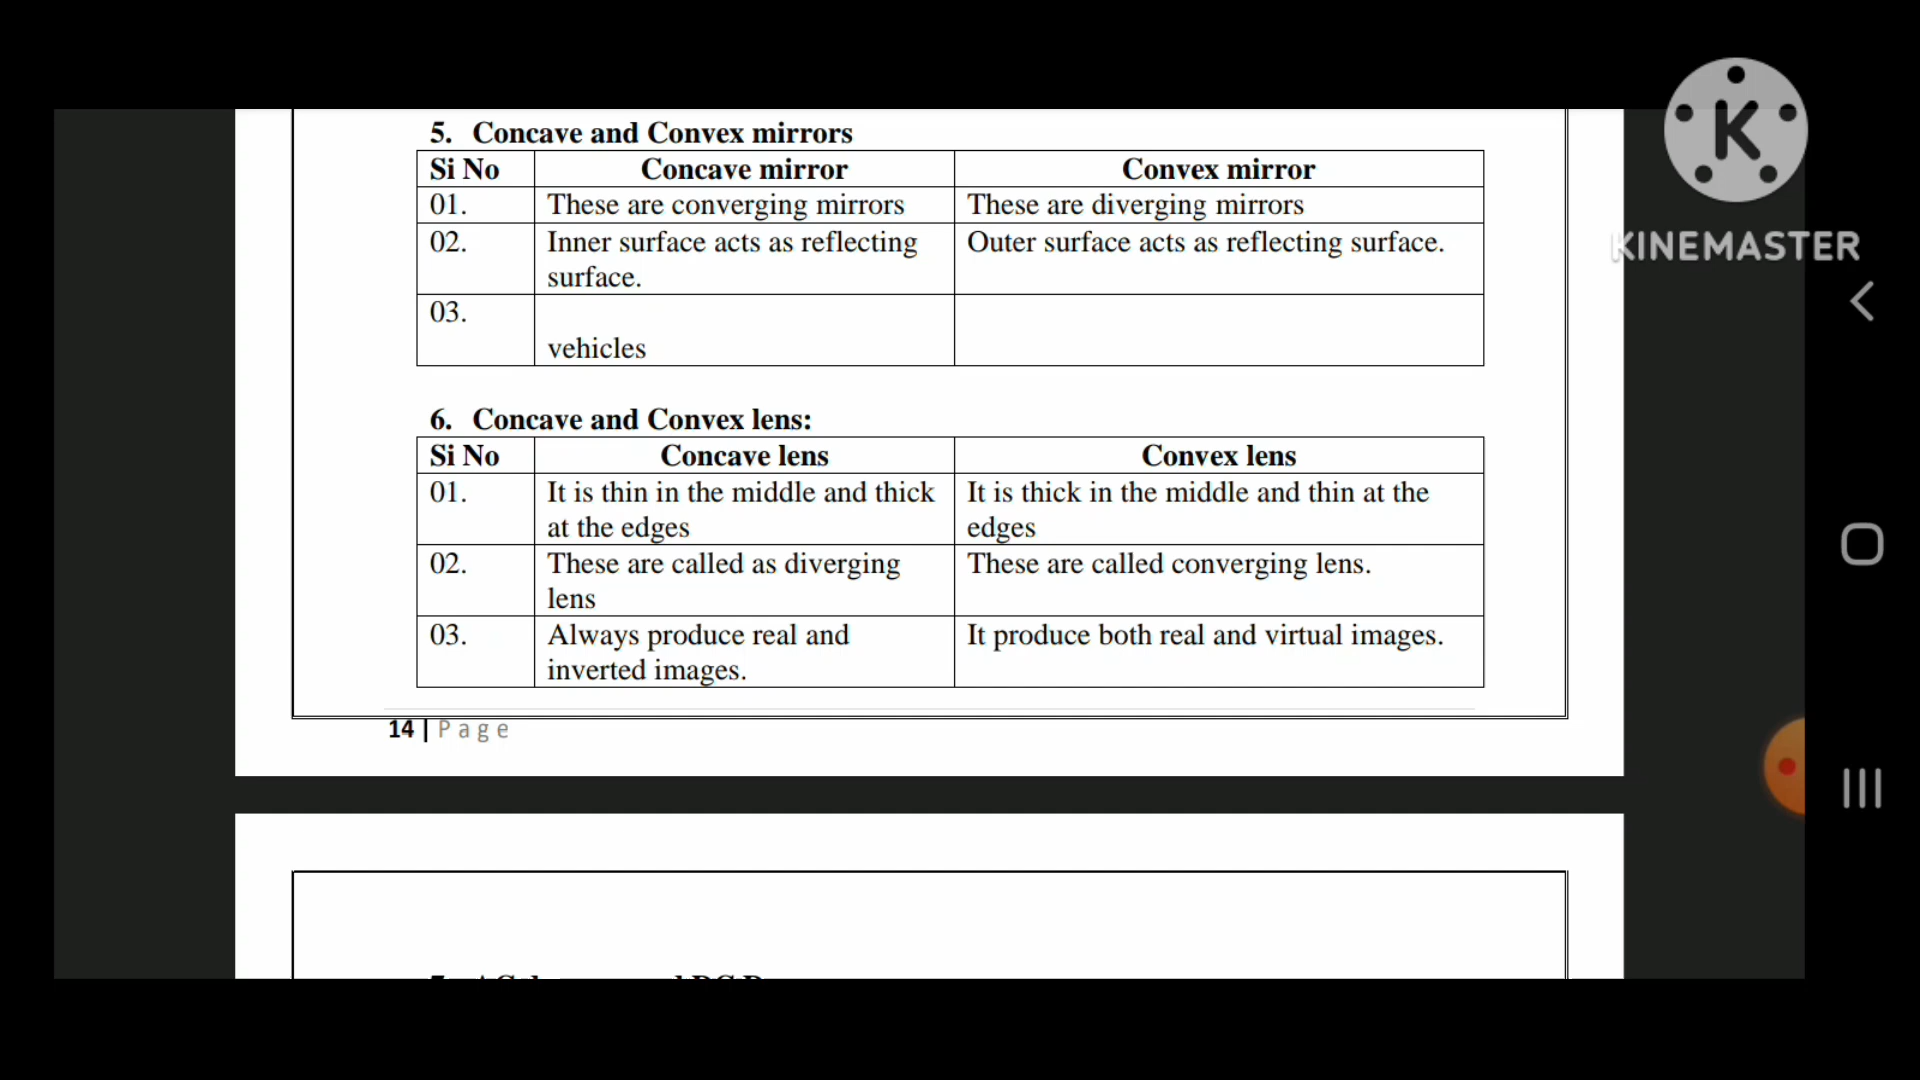 5. Concave and Convex mirrors
Si No Concave mirror Convex mirror
01. These are converging mirrors These are diverging mirrors
02. Inner surface acts as reflecting Outer surface acts as reflecting surface.
surface.
03.
vehicles
6. Concave and Convex lens:
Si No Concave lens Convex lens
01. It is thin in the middle and thick It is thick in the middle and thin at the
at the edges edges
02. These are called as diverging These are called converging lens.
lens
03. Always produce real and It produce both real and virtual images.
inverted images.
14 | Page
K
KINEMASTER